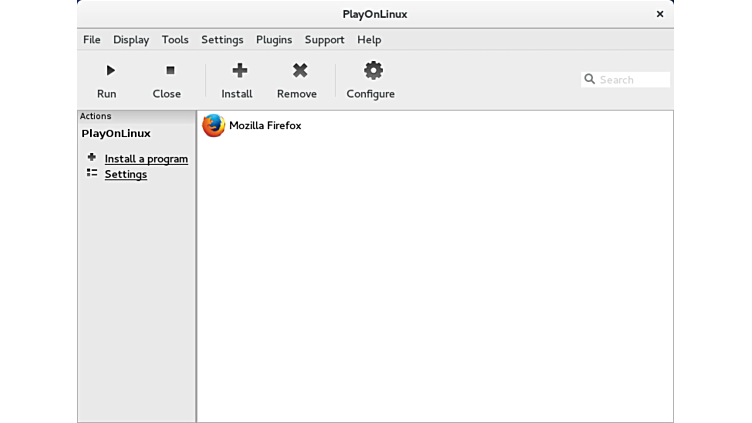 PlayOnLinux
File Display Tools Settings Plugins Support Help
Run Close Install Remove Configure Search
Actions
PlayOnLinux
Install a program
Settings
Mozilla Firefox